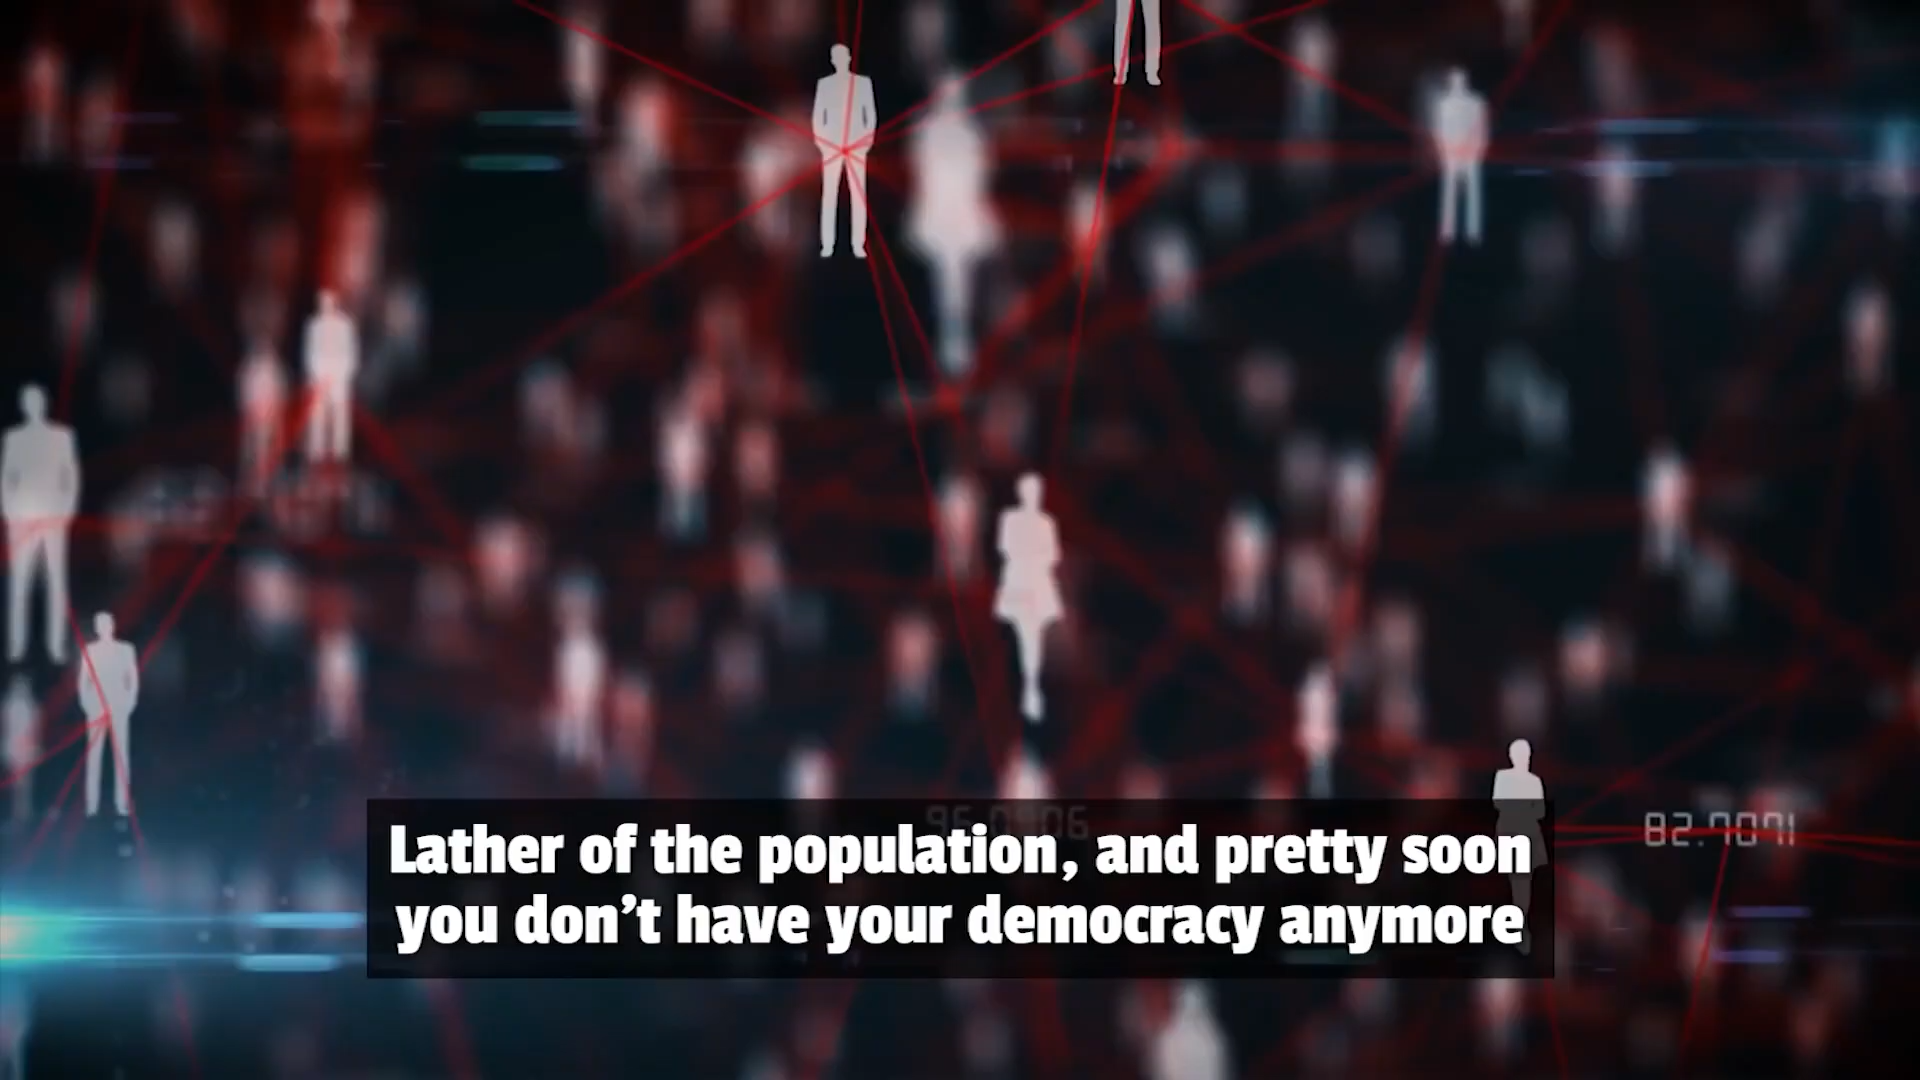 Lather of the population, and pretty soon
you don’t have your democracy anymore
82.7071